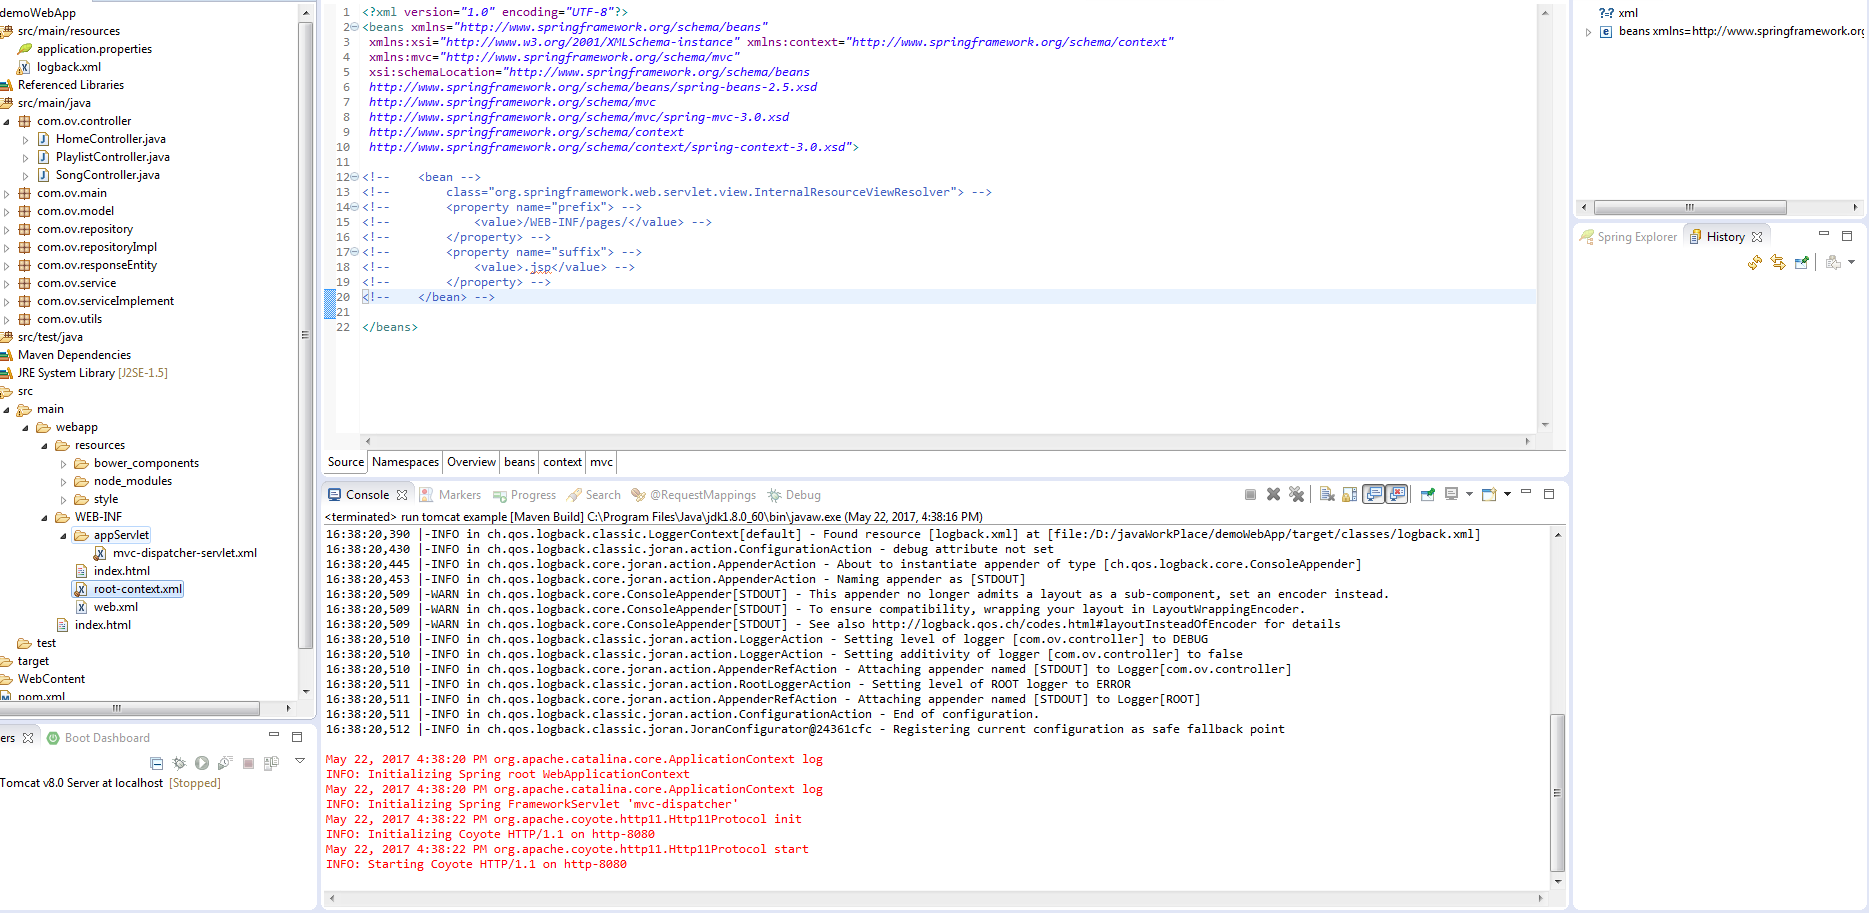 demoWebApp
src/main/resources
application.properties
logback.xml
Referenced Libraries
src/main/java
com.ov.controller
HomeController.java
PlaylistController.java
SongController.java
com.ov.main
com.ov.model
com.ov.repository
com.ov.repositoryImpl
com.ov.responseEntity
com.ov.service
com.ov.serviceImplement
com.ov.utils
src/test/java
Maven Dependencies
JRE System Library [J2SE-1.5]
src
main
webapp
resources
bower_components
node_modules
style
WEB-INF
appServlet
mvc-dispatcher-servlet.xml
index.html
root-context.xml
web.xml
index.html
test
target
WebContent
pom.xml
ers Boot Dashboard
Tomcat v8.0 Server at localhost [Stopped]
1 <?xml version="1.0" encoding="UTF-8"?>
2 <beans xmlns="http://www.springframework.org/schema/beans"
3 xmlns:xsi="http://www.w3.org/2001/XMLSchema-instance" xmlns:context="http://www.springframework.org/schema/context"
4 xmlns:mvc="http://www.springframework.org/schema/mvc"
5 xsi:schemaLocation="http://www.springframework.org/schema/beans
6 http://www.springframework.org/schema/beans/spring-beans-2.5.xsd
7 http://www.springframework.org/schema/mvc
8 http://www.springframework.org/schema/mvc/spring-mvc-3.0.xsd
9 http://www.springframework.org/schema/context
10 http://www.springframework.org/schema/context/spring-context-3.0.xsd">
11
12 <!-- <bean -->
13 <!-- class="org.springframework.web.servlet.view.InternalResourceViewResolver"> -->
14 <!-- <property name="prefix"> -->
15 <!-- <value>/WEB-INF/pages/</value> -->
16 <!-- </property> -->
17 <!-- <property name="suffix"> -->
18 <!-- <value>.jsp</value> -->
19 <!-- </property> -->
20 <!-- </bean> -->
21
22 </beans>
Source Namespaces Overview beans context mvc
Console Markers Progress Search @RequestMappings Debug
<terminated> run tomcat example [Maven Build] C:\Program Files\Java\jdk1.8.0_60\bin\javaw.exe (May 22, 2017, 4:38:16 PM)
16:38:20,390 |-INFO in ch.qos.logback.classic.LoggerContext[default] - Found resource [logback.xml] at [file:/D:/javaWorkPlace/demoWebApp/target/classes/logback.xml]
16:38:20,430 |-INFO in ch.qos.logback.classic.joran.action.ConfigurationAction - debug attribute not set
16:38:20,445 |-INFO in ch.qos.logback.core.joran.action.AppenderAction - About to instantiate appender of type [ch.qos.logback.core.ConsoleAppender]
16:38:20,453 |-INFO in ch.qos.logback.core.joran.action.AppenderAction - Naming appender as [STDOUT]
16:38:20,509 |-WARN in ch.qos.logback.core.ConsoleAppender[STDOUT] - This appender no longer admits a layout as a sub-component, set an encoder instead.
16:38:20,509 |-WARN in ch.qos.logback.core.ConsoleAppender[STDOUT] - To ensure compatibility, wrapping your layout in LayoutWrappingEncoder.
16:38:20,509 |-WARN in ch.qos.logback.core.ConsoleAppender[STDOUT] - See also http://logback.qos.ch/codes.html#layoutInsteadOfEncoder for details
16:38:20,510 |-INFO in ch.qos.logback.classic.joran.action.LoggerAction - Setting level of logger [com.ov.controller] to DEBUG
16:38:20,510 |-INFO in ch.qos.logback.classic.joran.action.LoggerAction - Setting additivity of logger [com.ov.controller] to false
16:38:20,510 |-INFO in ch.qos.logback.core.joran.action.AppenderRefAction - Attaching appender named [STDOUT] to Logger[com.ov.controller]
16:38:20,511 |-INFO in ch.qos.logback.classic.joran.action.RootLoggerAction - Setting level of ROOT logger to ERROR
16:38:20,511 |-INFO in ch.qos.logback.core.joran.action.AppenderRefAction - Attaching appender named [STDOUT] to Logger[ROOT]
16:38:20,511 |-INFO in ch.qos.logback.classic.joran.action.ConfigurationAction - End of configuration.
16:38:20,512 |-INFO in ch.qos.logback.classic.joran.JoranConfigurator@24361cfc - Registering current configuration as safe fallback point
May 22, 2017 4:38:20 PM org.apache.catalina.core.ApplicationContext log
INFO: Initializing Spring root WebApplicationContext
May 22, 2017 4:38:20 PM org.apache.catalina.core.ApplicationContext log
INFO: Initializing Spring FrameworkServlet 'mvc-dispatcher'
May 22, 2017 4:38:22 PM org.apache.coyote.http11.Http11Protocol init
INFO: Initializing Coyote HTTP/1.1 on http-8080
May 22, 2017 4:38:22 PM org.apache.coyote.http11.Http11Protocol start
INFO: Starting Coyote HTTP/1.1 on http-8080
?=? xml
e beans xmlns=http://www.springframework.org
Spring Explorer History